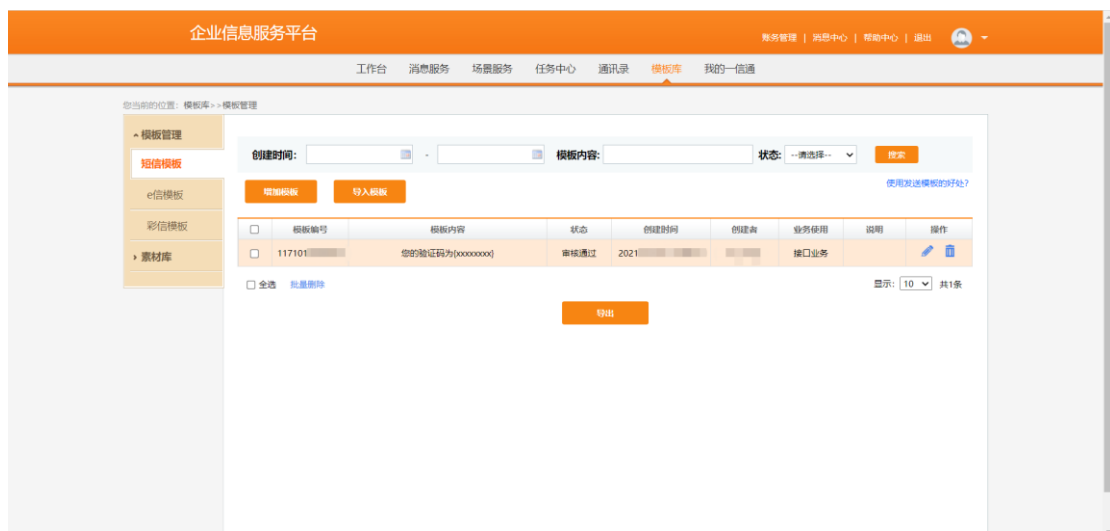 企业信息服务平台
账务管理 | 消息中心 | 帮助中心 | 退出
工作台 消息服务 场景服务 任务中心 通讯录 模板库 我的一信通
您当前的位置：模板库>>模板管理
模板管理
短信模板
e信模板
彩信模板
素材库
创建时间： - 模板内容: 状态: --请选择-- 搜索
增加模板 导入模板 使用发送模板的好处?
模板编号 模板内容 状态 创建时间 创建者 业务使用 说明 操作
117101 您的验证码为{xxxxxxxx} 审核通过 2021 接口业务
全选 批量删除 显示: 10 共1条
导出